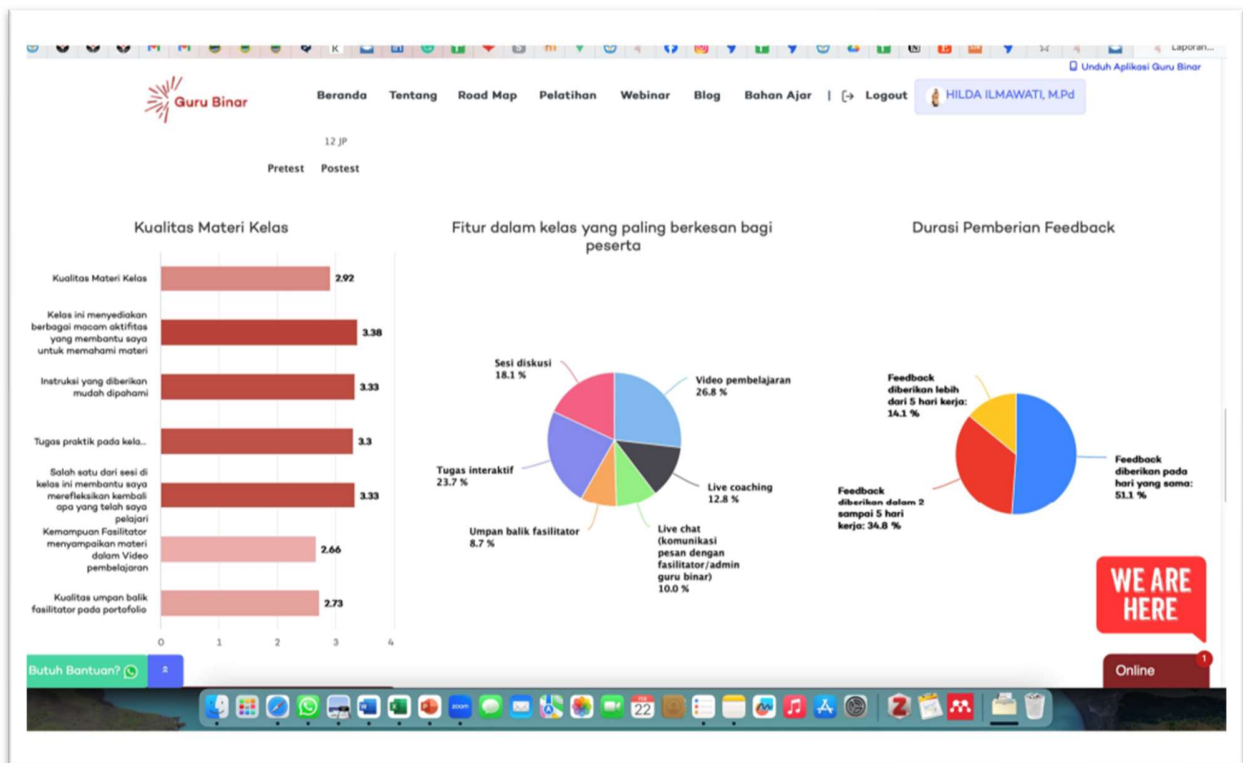 Laporan...
Unduh Aplikasi Guru Binar
Guru Binar
Beranda Tentang Road Map Pelatihan Webinar Blog Bahan Ajar | Logout HILDA ILMAWATI, M.Pd
12 JP
Pretest Postest
Kualitas Materi Kelas
Kualitas Materi Kelas
2.92
Kelas ini menyediakan
berbagai macam aktifitas
yang membantu saya
untuk memahami materi
3.38
Instruksi yang diberikan
mudah dipahami
3.33
Tugas praktik pada kela...
3.3
Salah satu dari sesi di
kelas ini membantu saya
merefleksikan kembali
apa yang telah saya
pelajari
3.33
Kemampuan Fasilitator
menyampaikan materi
dalam Video
pembelajaran
2.66
Kualitas umpan balik
fasilitator pada portofolio
2.73
0 1 2 3 4
Fitur dalam kelas yang paling berkesan bagi
peserta
Sesi diskusi
18.1 %
Video pembelajaran
26.8 %
Tugas interaktif
23.7 %
Live coaching
12.8 %
Umpan balik fasilitator
8.7 %
Live chat
(komunikasi
pesan dengan
fasilitator/admin
guru binar)
10.0 %
Durasi Pemberian Feedback
Feedback
diberikan lebih
dari 5 hari kerja:
14.1 %
Feedback
diberikan pada
hari yang sama:
51.1 %
Feedback
diberikan dalam 2
sampai 5 hari
kerja: 34.8 %
WE ARE
HERE
Butuh Bantuan?
Online
1
zoom
FEB
22